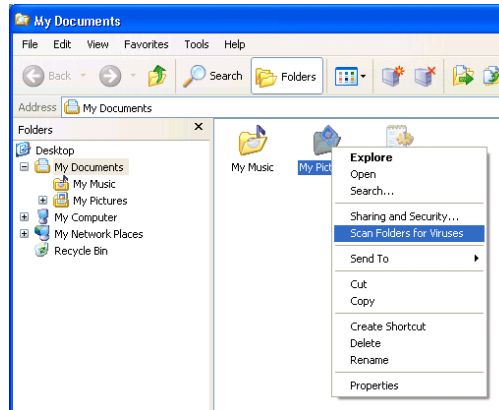 My Documents
File Edit View Favorites Tools Help
Back Search Folders
Address My Documents
Folders x
Desktop
My Documents
My Music
My Pictures
My Computer
My Network Places
Recycle Bin
My Music My Pict
Explore
Open
Search...
Sharing and Security...
Scan Folders for Viruses
Send To
Cut
Copy
Create Shortcut
Delete
Rename
Properties